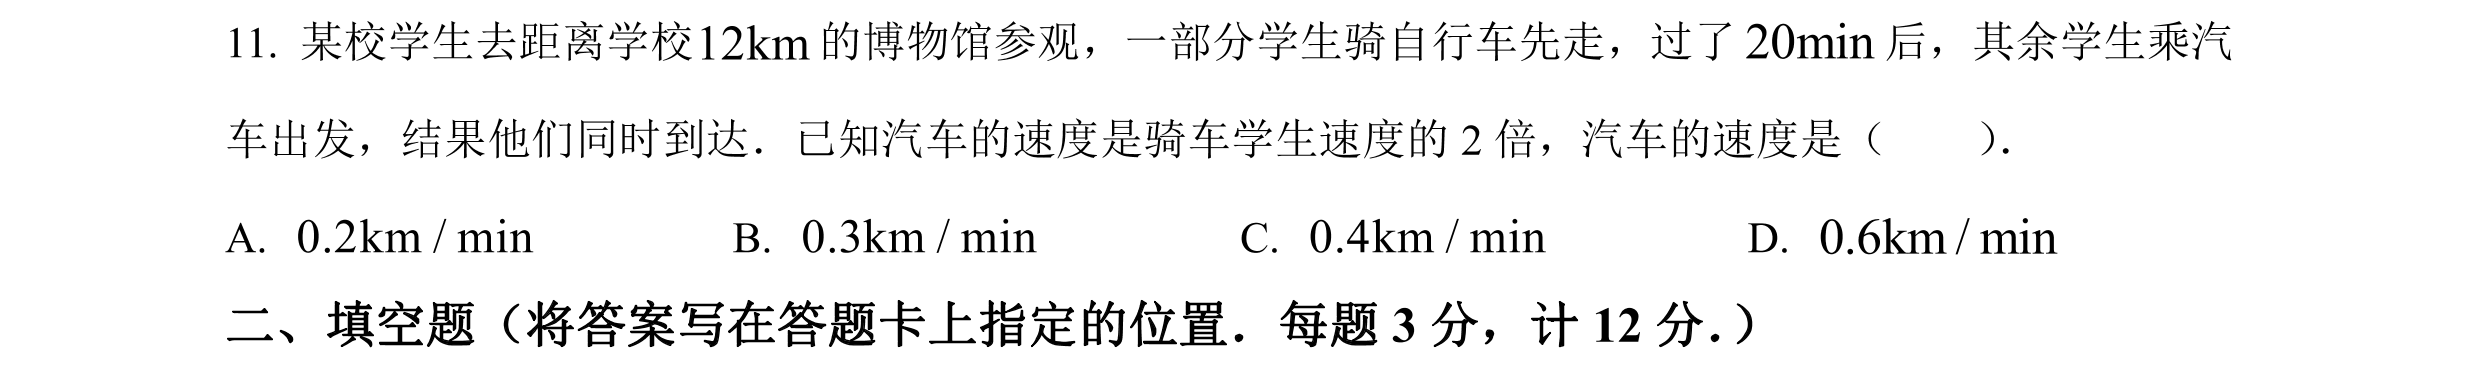 11. 某校学生去距离学校12km的博物馆参观，一部分学生骑自行车先走，过了20min后，其余学生乘汽
车出发，结果他们同时到达．已知汽车的速度是骑车学生速度的 2 倍，汽车的速度是（　　）．
A. 0.2km / min　　B. 0.3km / min　　C. 0.4km / min　　D. 0.6km / min
二、填空题（将答案写在答题卡上指定的位置．每题 3 分，计 12 分．）